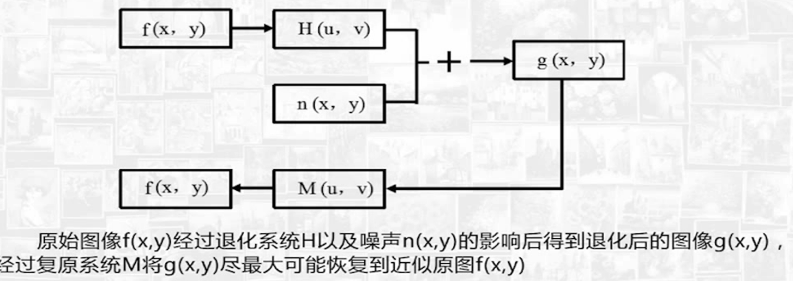 f(x，y)
H(u，v)
+
n(x，y)
g(x，y)
f(x，y)
M(u，v)
原始图像f(x,y)经过退化系统H以及噪声n(x,y)的影响后得到退化后的图像g(x,y)，
经过复原系统M将g(x,y)尽最大可能恢复到近似原图f(x,y)